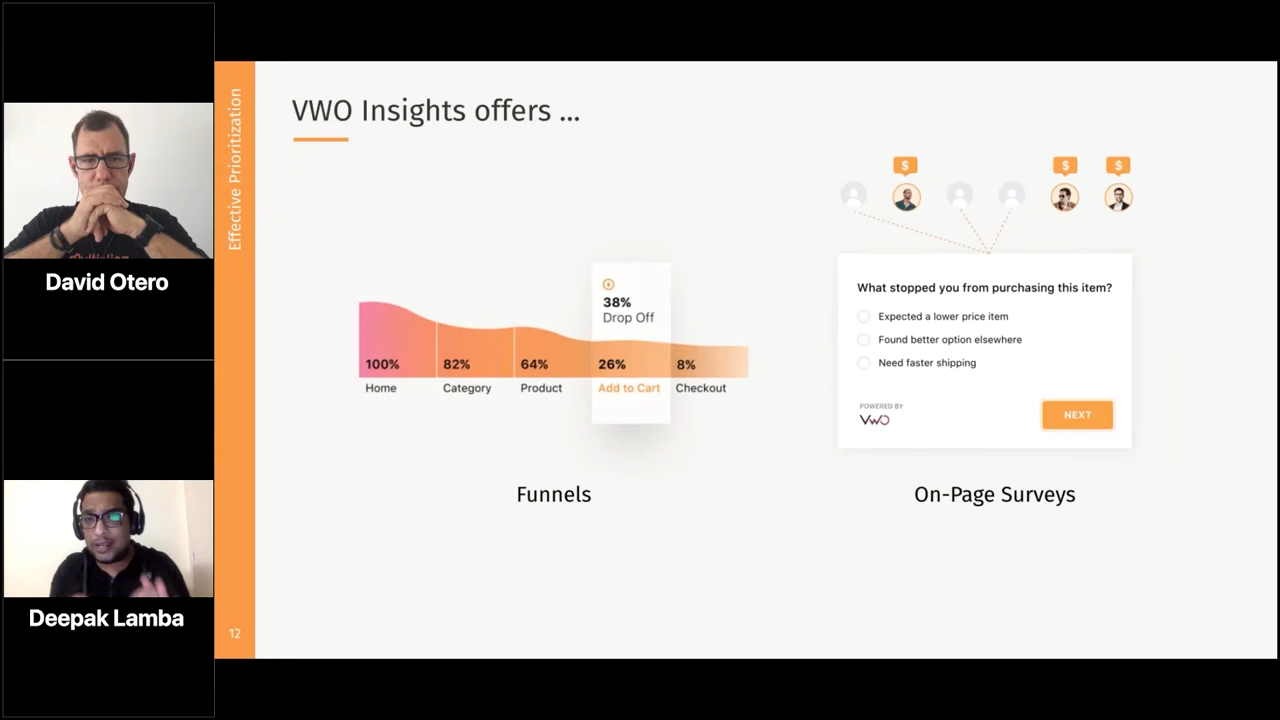 David Otero
Deepak Lamba
Effective Prioritization
12
VWO Insights offers ...
38%
Drop Off
100%
82%
64%
26%
8%
Home
Category
Product
Add to Cart
Checkout
Funnels
$
$
$
What stopped you from purchasing this item?
Expected a lower price item
Found better option elsewhere
Need faster shipping
POWERED BY
VWO
NEXT
On-Page Surveys